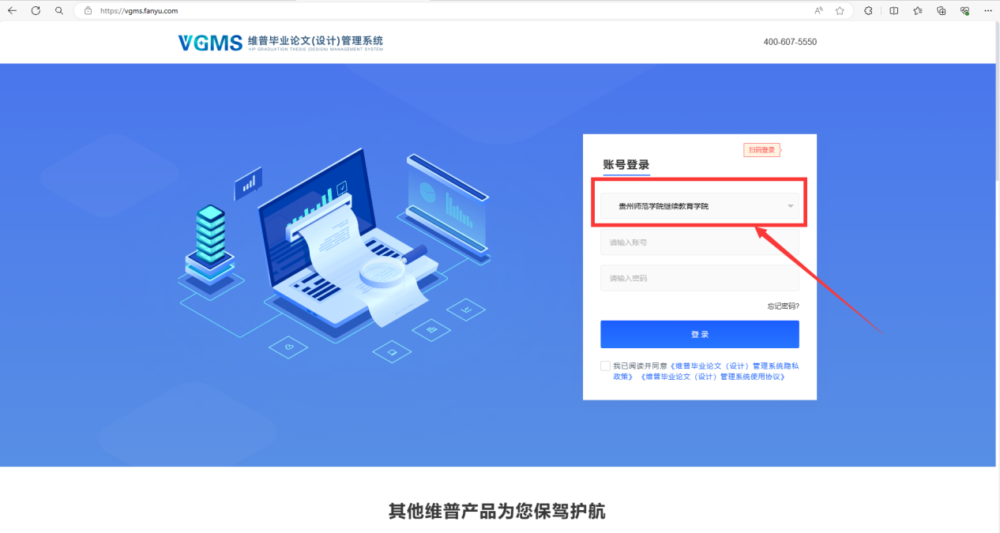 https://vgms.fanyu.com
VGMS 维普毕业论文(设计)管理系统
VIP GRADUATION THESIS (DESIGN) MANAGEMENT SYSTEM
400-607-5550
扫码登录
账号登录
贵州师范学院继续教育学院
请输入账号
请输入密码
忘记密码?
登 录
我已阅读并同意《维普毕业论文（设计）管理系统隐私
政策》《维普毕业论文（设计）管理系统使用协议》
其他维普产品为您保驾护航